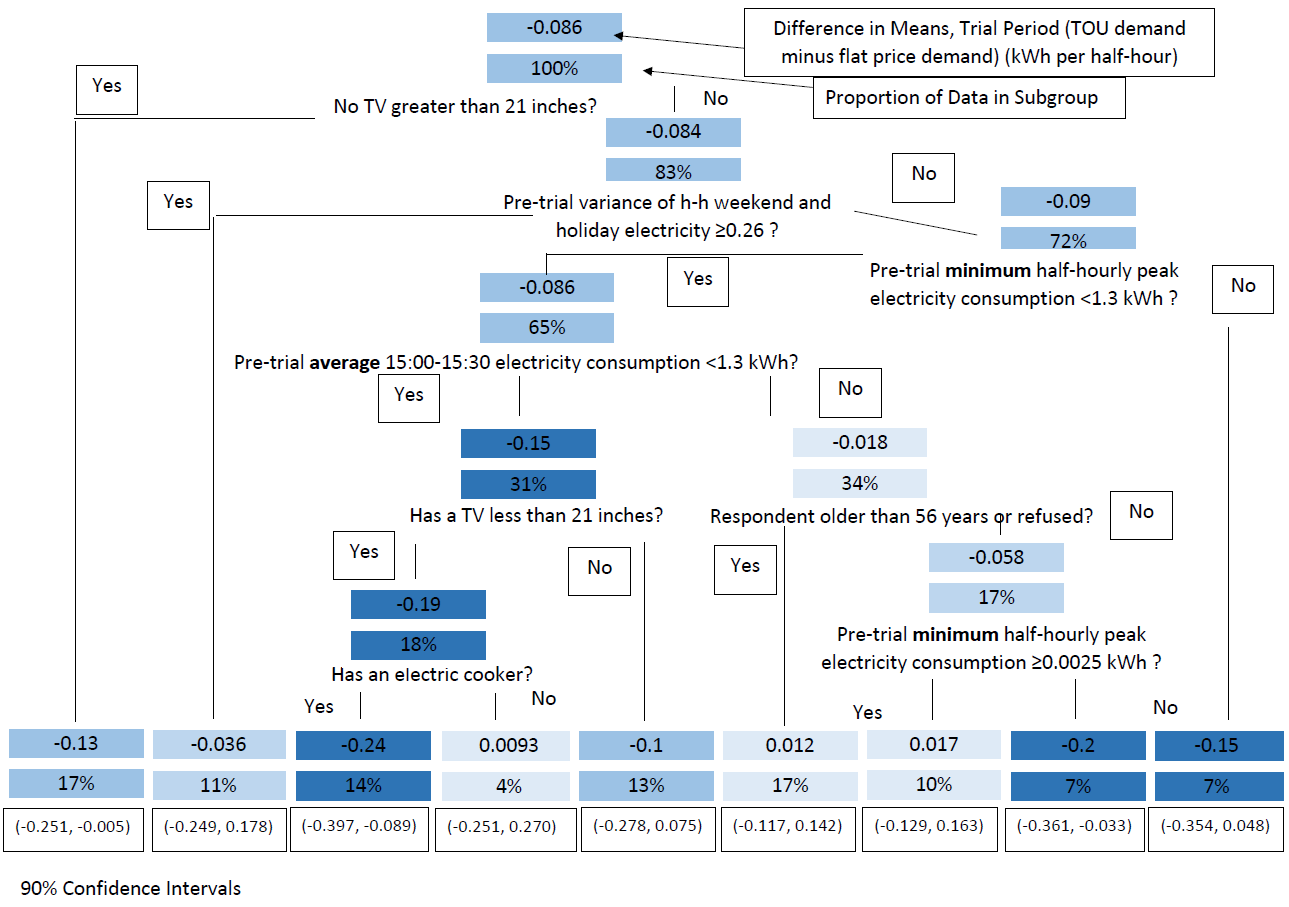 -0.086
Difference in Means, Trial Period (TOU demand
minus flat price demand) (kWh per half-hour)
100%
Yes
Proportion of Data in Subgroup
No TV greater than 21 inches?
No
-0.084
83%
No
Yes
Pre-trial variance of h-h weekend and
holiday electricity ≥0.26 ?
-0.09
72%
Pre-trial minimum half-hourly peak
electricity consumption <1.3 kWh ?
No
Yes
-0.086
65%
Pre-trial average 15:00-15:30 electricity consumption <1.3 kWh?
Yes
No
-0.15
-0.018
31%
34%
Has a TV less than 21 inches?
Respondent older than 56 years or refused?
No
Yes
No
Yes
-0.058
17%
-0.19
18%
Pre-trial minimum half-hourly peak
electricity consumption ≥0.0025 kWh ?
Has an electric cooker?
Yes
No
Yes
No
-0.13
-0.036
-0.24
0.0093
-0.1
0.012
0.017
-0.2
-0.15
17%
11%
14%
4%
13%
17%
10%
7%
7%
(-0.251, -0.005)
(-0.249, 0.178)
(-0.397, -0.089)
(-0.251, 0.270)
(-0.278, 0.075)
(-0.117, 0.142)
(-0.129, 0.163)
(-0.361, -0.033)
(-0.354, 0.048)
90% Confidence Intervals